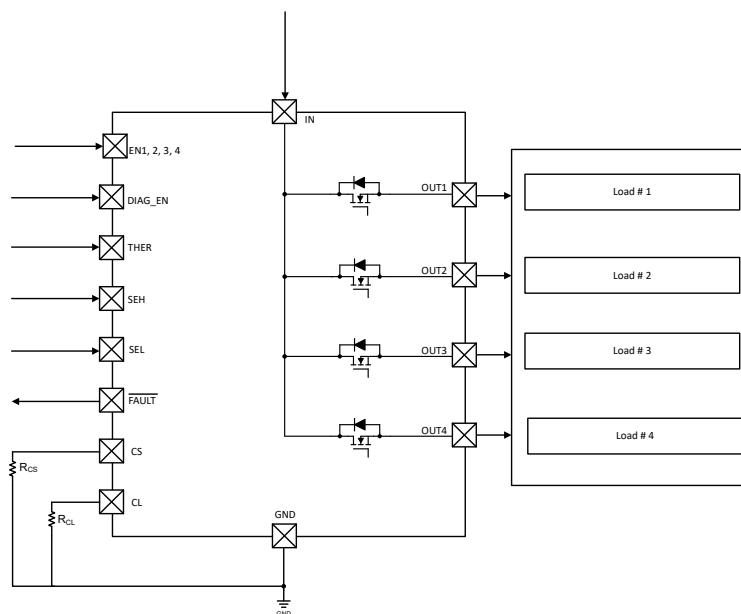 IN
EN1, 2, 3, 4
DIAG_EN
THER
SEH
SEL
FAULT
CS
RCS
CL
RCL
GND
GND
OUT1
OUT2
OUT3
OUT4
Load # 1
Load # 2
Load # 3
Load # 4